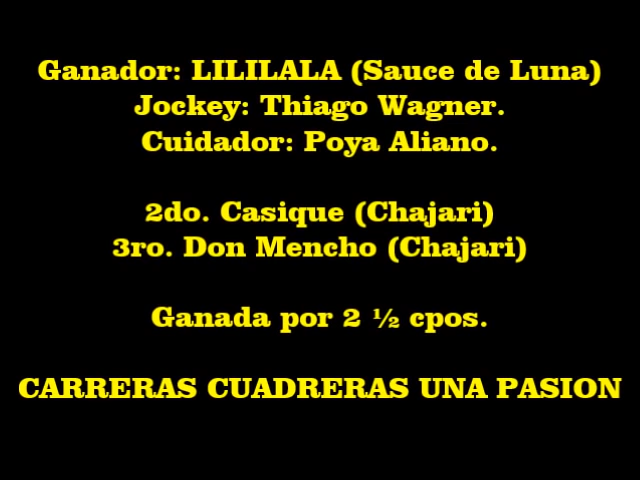 Ganador: LILILALA (Sauce de Luna)
Jockey: Thiago Wagner.
Cuidador: Poya Aliano.
2do. Casique (Chajari)
3ro. Don Mencho (Chajari)
Ganada por 2 ½ cpos.
CARRERAS CUADRERAS UNA PASION